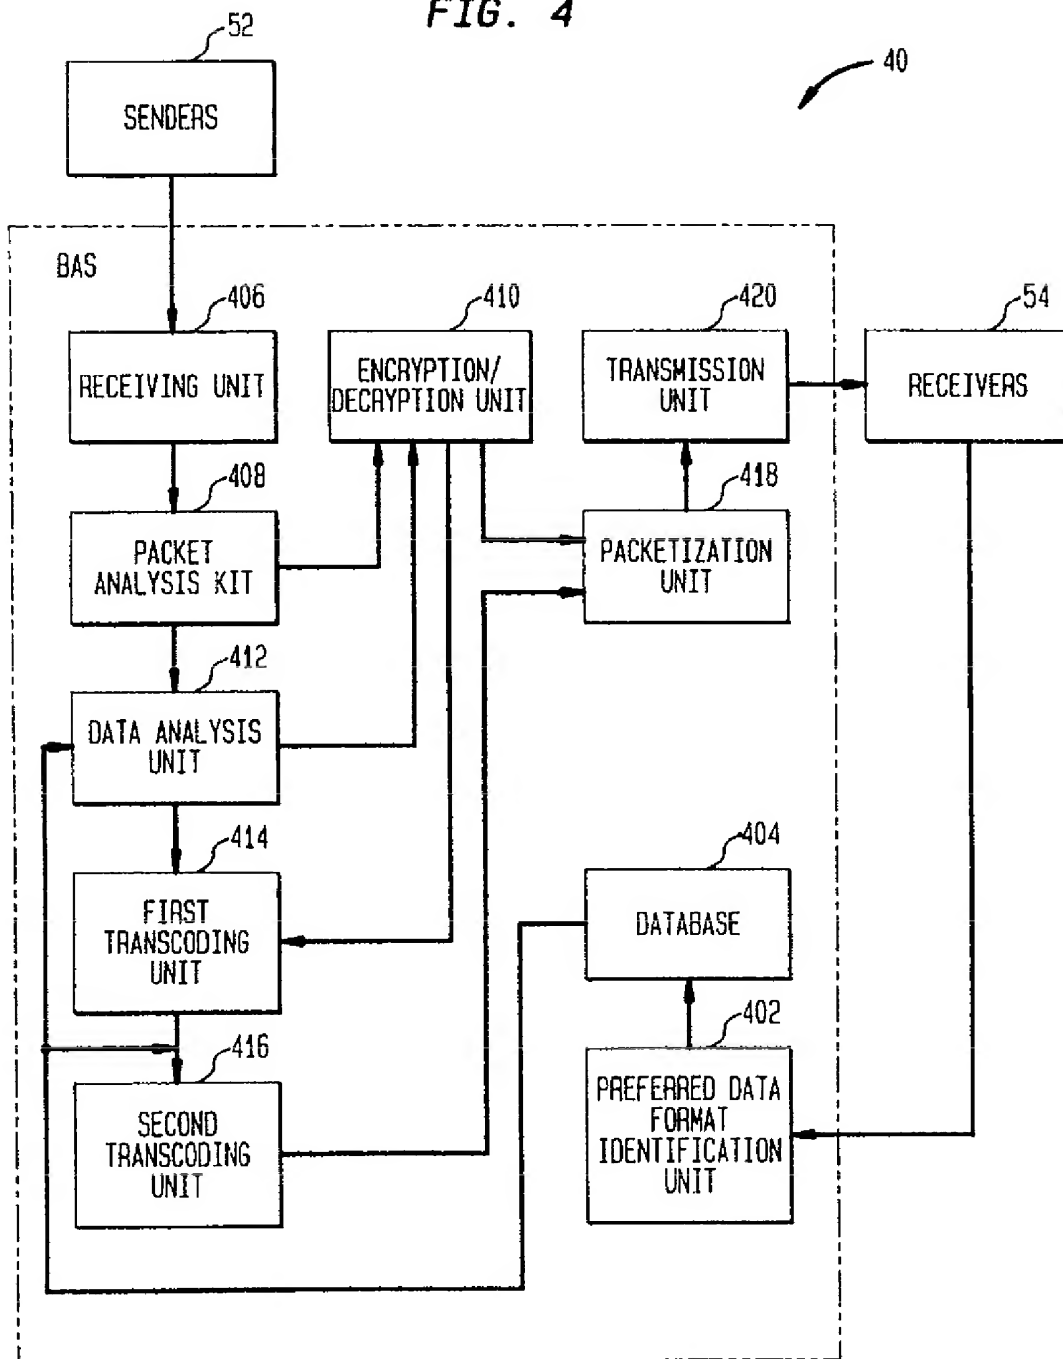 FIG. 4
52
40
SENDERS
BAS
406
410
420
54
RECEIVING UNIT
ENCRYPTION/
DECRYPTION UNIT
TRANSMISSION
UNIT
RECEIVERS
408
418
PACKET
ANALYSIS KIT
PACKETIZATION
UNIT
412
DATA ANALYSIS
UNIT
414
404
FIRST
TRANSCODING
UNIT
DATABASE
402
416
PREFERRED DATA
FORMAT
IDENTIFICATION
UNIT
SECOND
TRANSCODING
UNIT